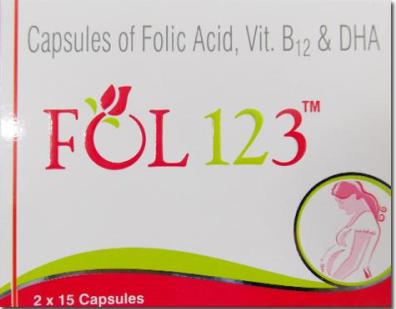 Capsules of Folic Acid, Vit. B12 & DHA
FOL 123™
2 x 15 Capsules